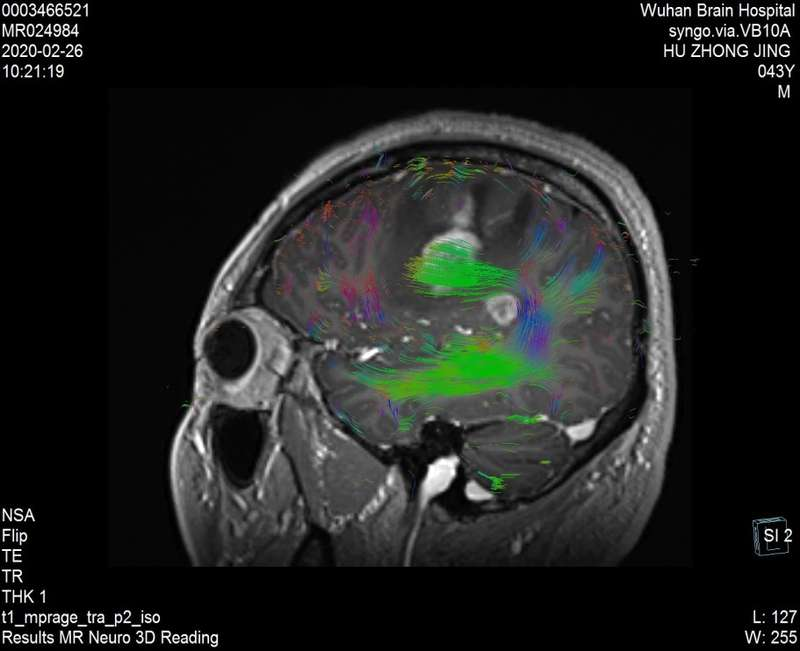 0003466521
MR024984
2020-02-26
10:21:19
Wuhan Brain Hospital
syngo.via.VB10A
HU ZHONG JING
043Y
M
NSA
Flip
TE
TR
THK 1
t1_mprage_tra_p2_iso
Results MR Neuro 3D Reading
SI 2
L: 127
W: 255